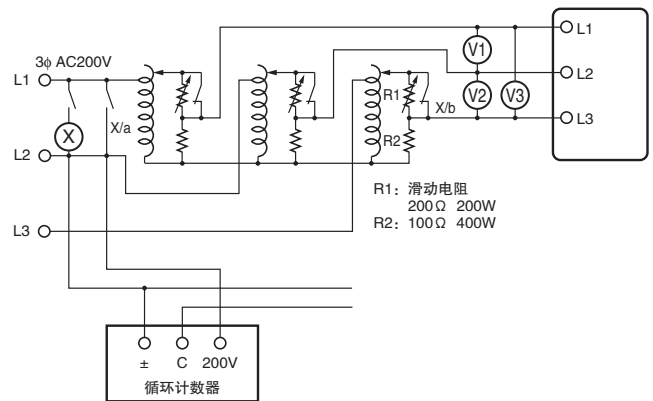 3φ AC200V
L1
L2
L3
X
X/a
R1
R2
X/b
V1
V2
V3
L1
L2
L3
R1：滑动电阻
200Ω 200W
R2：100Ω 400W
± C 200V
循环计数器